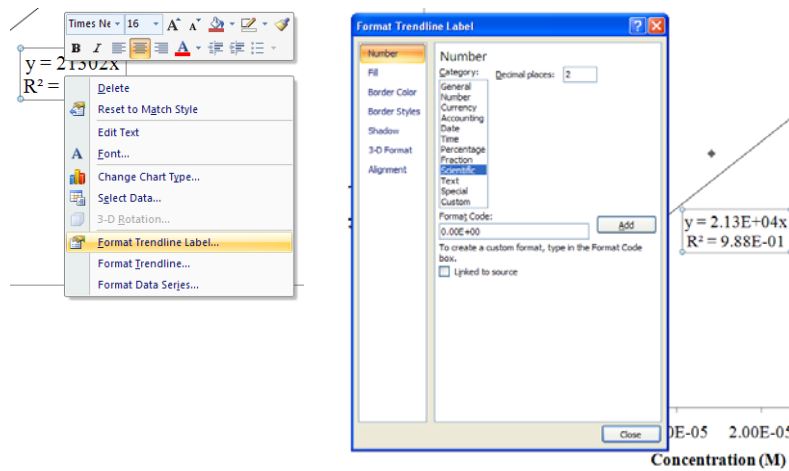 Times Ne 16 A A
B I A
y = 21302x
R² =
Delete
Reset to Match Style
Edit Text
A Font...
Change Chart Type...
Select Data...
3-D Rotation...
Format Trendline Label...
Format Trendline...
Format Data Series...
Format Trendline Label
Number
Fill
Border Color
Border Styles
Shadow
3-D Format
Alignment
Number
Category: Decimal places: 2
General
Number
Currency
Accounting
Date
Time
Percentage
Fraction
Scientific
Text
Special
Custom
Format Code:
0.00E+00 Add
To create a custom format, type in the Format Code
box.
Linked to source
Close
y = 2.13E+04x
R² = 9.88E-01
0E-05 2.00E-05
Concentration (M)